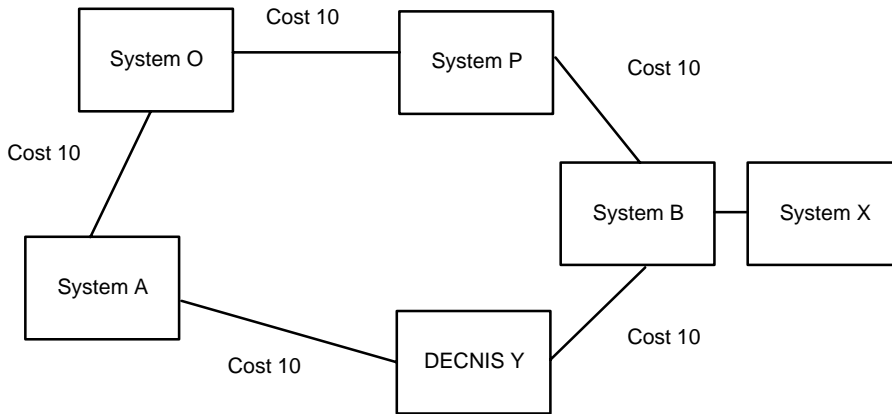 Cost 10
System O
System P
Cost 10
Cost 10
System B
System X
System A
Cost 10
DECNIS Y
Cost 10